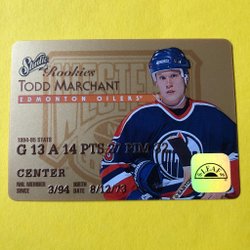 Studio
Rookies
TODD MARCHANT
EDMONTON OILERS
1994-95 STATS
G 13 A 14 PTS 27 PIM 32
CENTER
NHL MEMBER SINCE 3/94 BIRTH DATE 8/12/73
LEAF